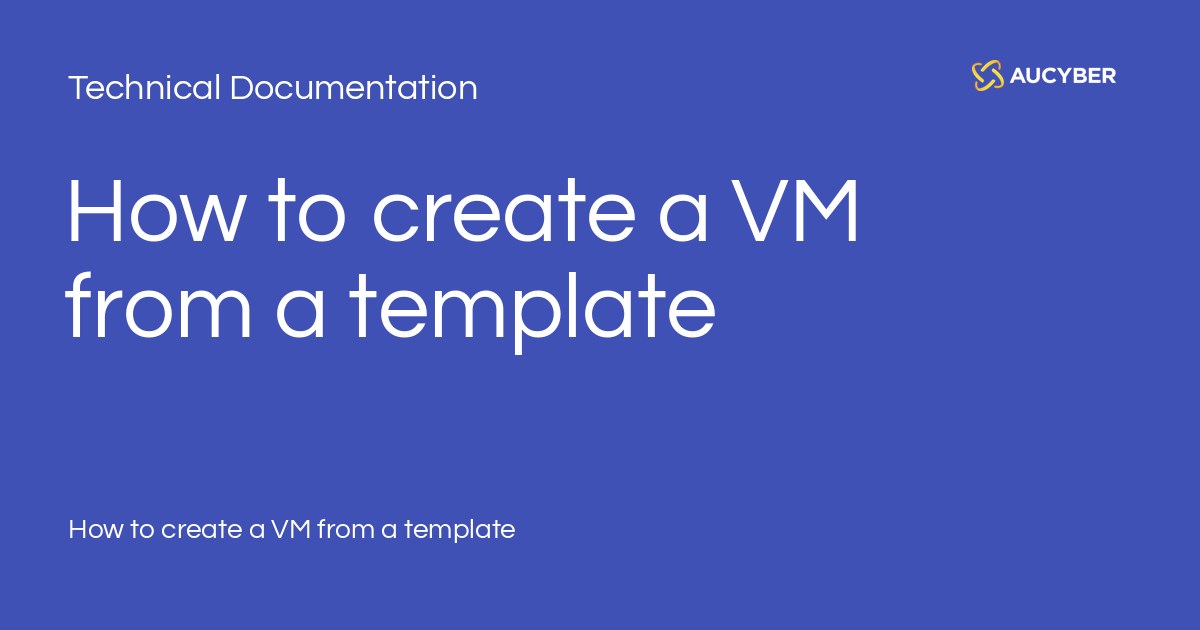 Technical Documentation
AUCYBER
How to create a VM
from a template
How to create a VM from a template